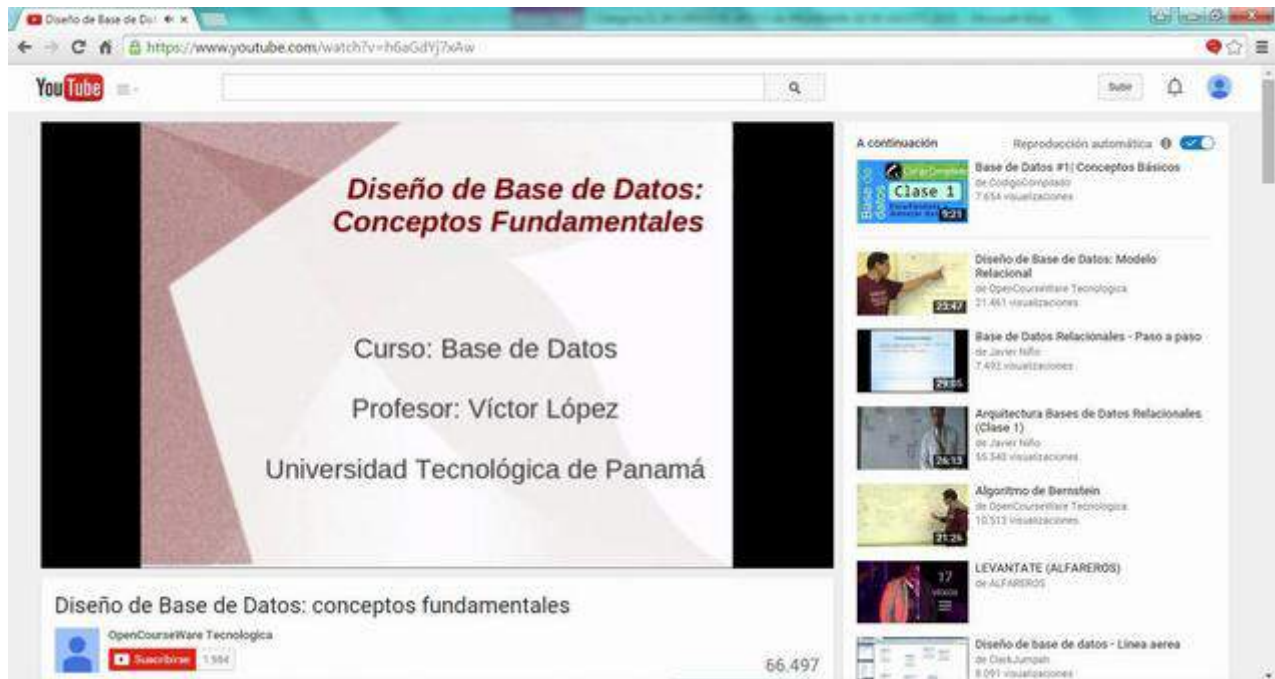 Diseño de Base de Da
https://www.youtube.com/watch?v=h6aGdYj7xAw
YouTube
Subir
Diseño de Base de Datos:
Conceptos Fundamentales
Curso: Base de Datos
Profesor: Víctor López
Universidad Tecnológica de Panamá
Diseño de Base de Datos: conceptos fundamentales
OpenCourseWare Tecnologica
Suscribirse 1.984
66.497
A continuación
Reproducción automática
Base de datos
Clase 1
9:21
Base de Datos #1| Conceptos Básicos
de CodigoCompilado
7.654 visualizaciones
23:47
Diseño de Base de Datos: Modelo
Relacional
de OpenCourseWare Tecnologica
21.461 visualizaciones
29:05
Base de Datos Relacionales - Paso a paso
de Javier Niño
7.492 visualizaciones
26:13
Arquitectura Bases de Datos Relacionales
(Clase 1)
de Javier Niño
55.540 visualizaciones
21:26
Algoritmo de Bernstein
de OpenCourseWare Tecnologica
10.513 visualizaciones
17
VIDEOS
LEVANTATE (ALFAREROS)
de ALFAREROS
Diseño de base de datos - Linea aerea
de ClarkJumpah
8.091 visualizaciones